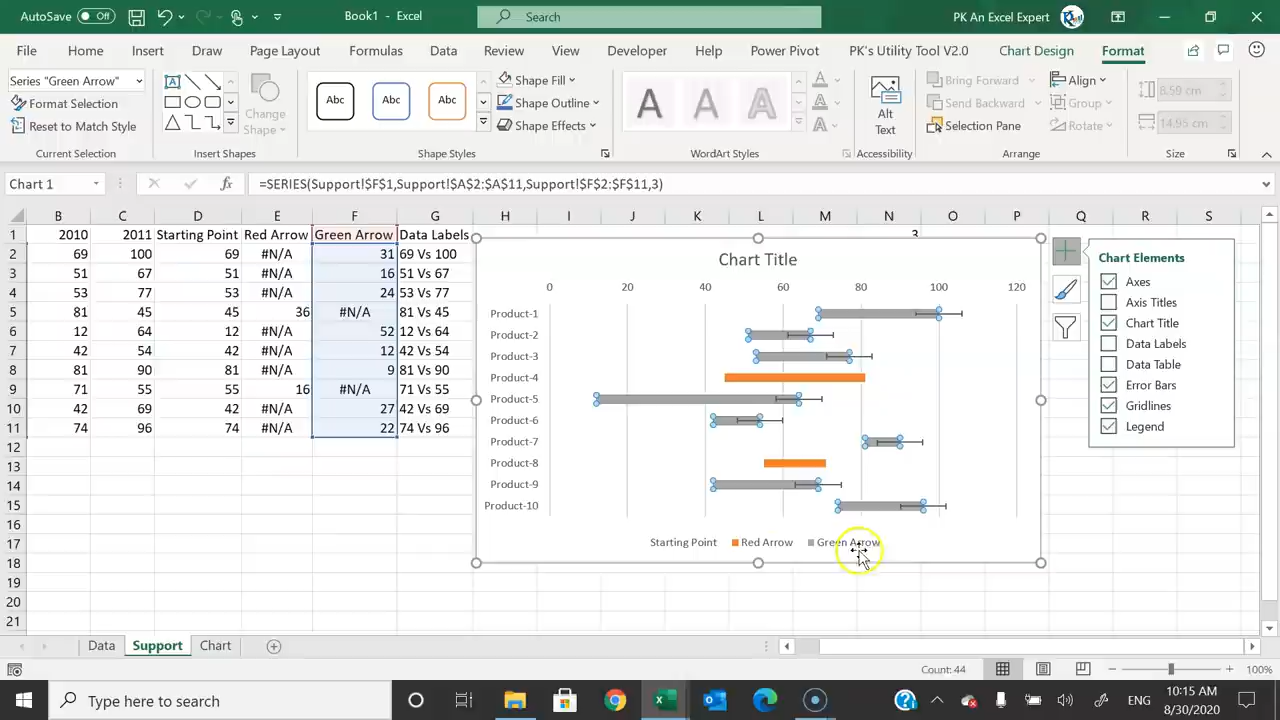 AutoSave Off Book1 - Excel Search PK An Excel Expert
File Home Insert Draw Page Layout Formulas Data Review View Developer Help Power Pivot PK's Utility Tool V2.0 Chart Design Format
Series "Green Arrow"
Format Selection
Reset to Match Style
Current Selection
Change Shape
Insert Shapes
Abc Abc Abc
Shape Fill
Shape Outline
Shape Effects
Shape Styles
A A A
WordArt Styles
Alt Text
Accessibility
Bring Forward
Send Backward
Selection Pane
Align
Group
Rotate
Arrange
8.59 cm
14.95 cm
Size
Chart 1 fx =SERIES(Support!$F$1,Support!$A$2:$A$11,Support!$F$2:$F$11,3)
B C D E F G H I J K L M N O P Q R S
1 2010 2011 Starting Point Red Arrow Green Arrow Data Labels 3
2 69 100 69 #N/A 31 69 Vs 100
3 51 67 51 #N/A 16 51 Vs 67
4 53 77 53 #N/A 24 53 Vs 77
5 81 45 45 36 #N/A 81 Vs 45
6 12 64 12 #N/A 52 12 Vs 64
7 42 54 42 #N/A 12 42 Vs 54
8 81 90 81 #N/A 9 81 Vs 90
9 71 55 55 16 #N/A 71 Vs 55
10 42 69 42 #N/A 27 42 Vs 69
11 74 96 74 #N/A 22 74 Vs 96
12
13
14
15
16
17
18
19
20
21
Chart Title
0 20 40 60 80 100 120
Product-1
Product-2
Product-3
Product-4
Product-5
Product-6
Product-7
Product-8
Product-9
Product-10
Starting Point Red Arrow Green Arrow
Chart Elements
Axes
Axis Titles
Chart Title
Data Labels
Data Table
Error Bars
Gridlines
Legend
Data Support Chart
Count: 44 100%
Type here to search ENG 10:15 AM
8/30/2020